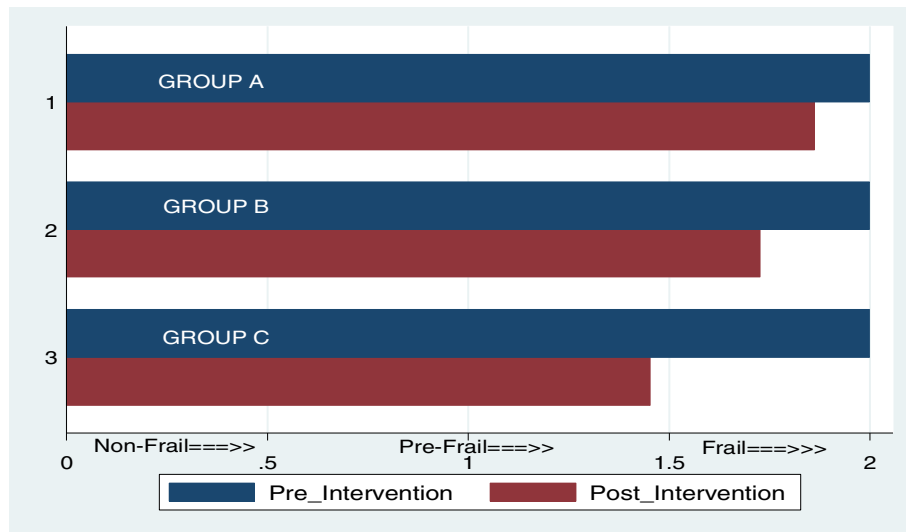 GROUP A
1
GROUP B
2
GROUP C
3
Non-Frail===>> Pre-Frail===>> Frail===>>>
0 .5 1 1.5 2
Pre_Intervention Post_Intervention